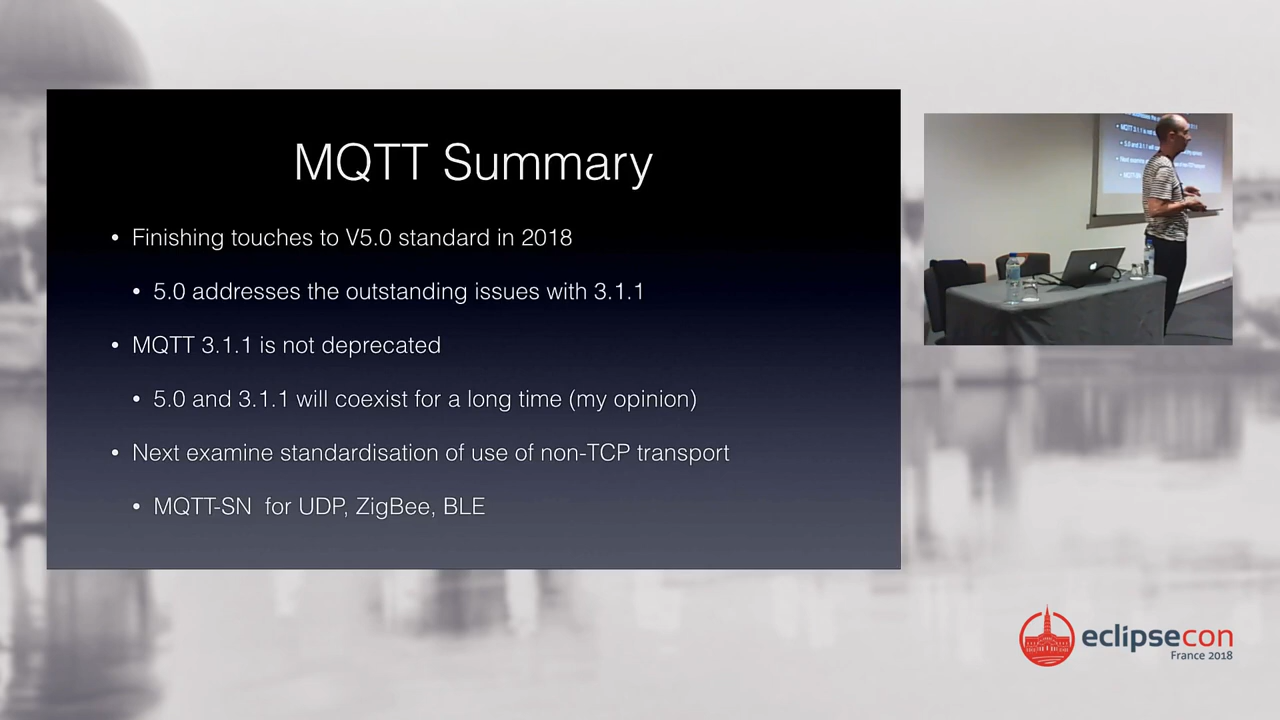 MQTT Summary
• Finishing touches to V5.0 standard in 2018
• 5.0 addresses the outstanding issues with 3.1.1
• MQTT 3.1.1 is not deprecated
• 5.0 and 3.1.1 will coexist for a long time (my opinion)
• Next examine standardisation of use of non-TCP transport
• MQTT-SN for UDP, ZigBee, BLE
eclipsecon
France 2018